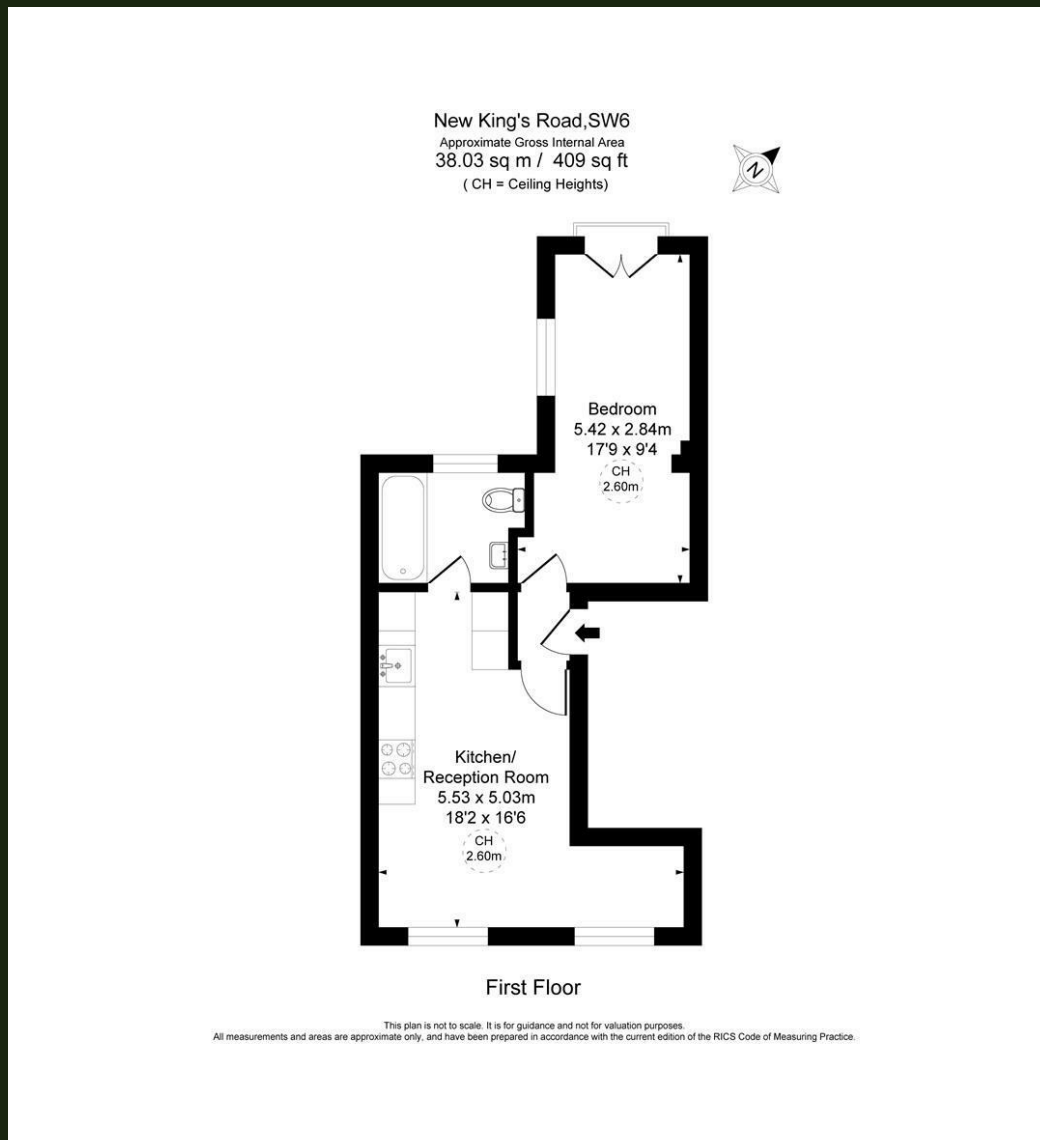 New King's Road,SW6
Approximate Gross Internal Area
38.03 sq m / 409 sq ft
( CH = Ceiling Heights)
N
Bedroom
5.42 x 2.84m
17'9 x 9'4
CH
2.60m
Kitchen/
Reception Room
5.53 x 5.03m
18'2 x 16'6
CH
2.60m
First Floor
This plan is not to scale. It is for guidance and not for valuation purposes.
All measurements and areas are approximate only, and have been prepared in accordance with the current edition of the RICS Code of Measuring Practice.